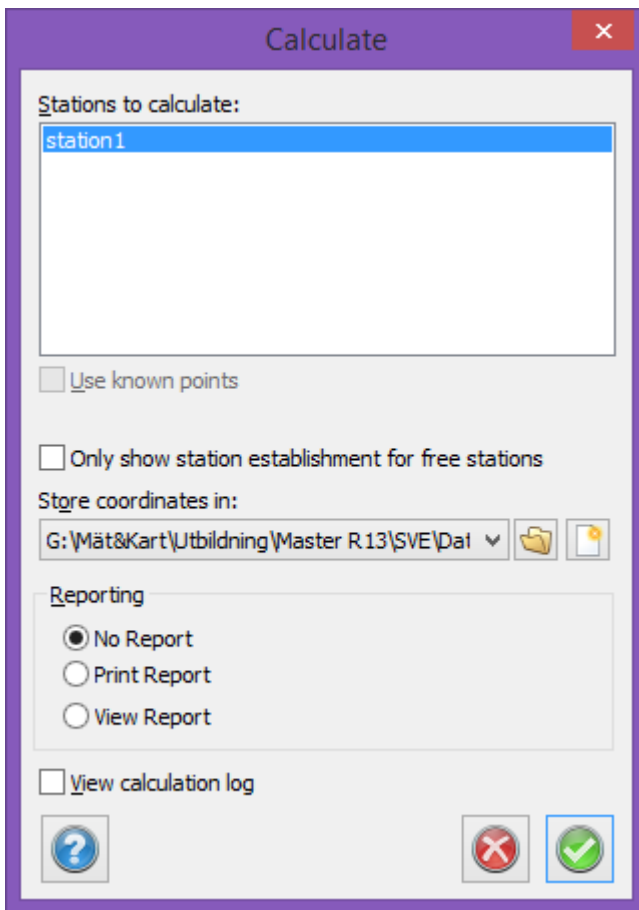 Calculate
Stations to calculate:
station1
Use known points
Only show station establishment for free stations
Store coordinates in:
G:\Mät&Kart\Utbildning\Master R13\SVE\Dat
Reporting
No Report
Print Report
View Report
View calculation log